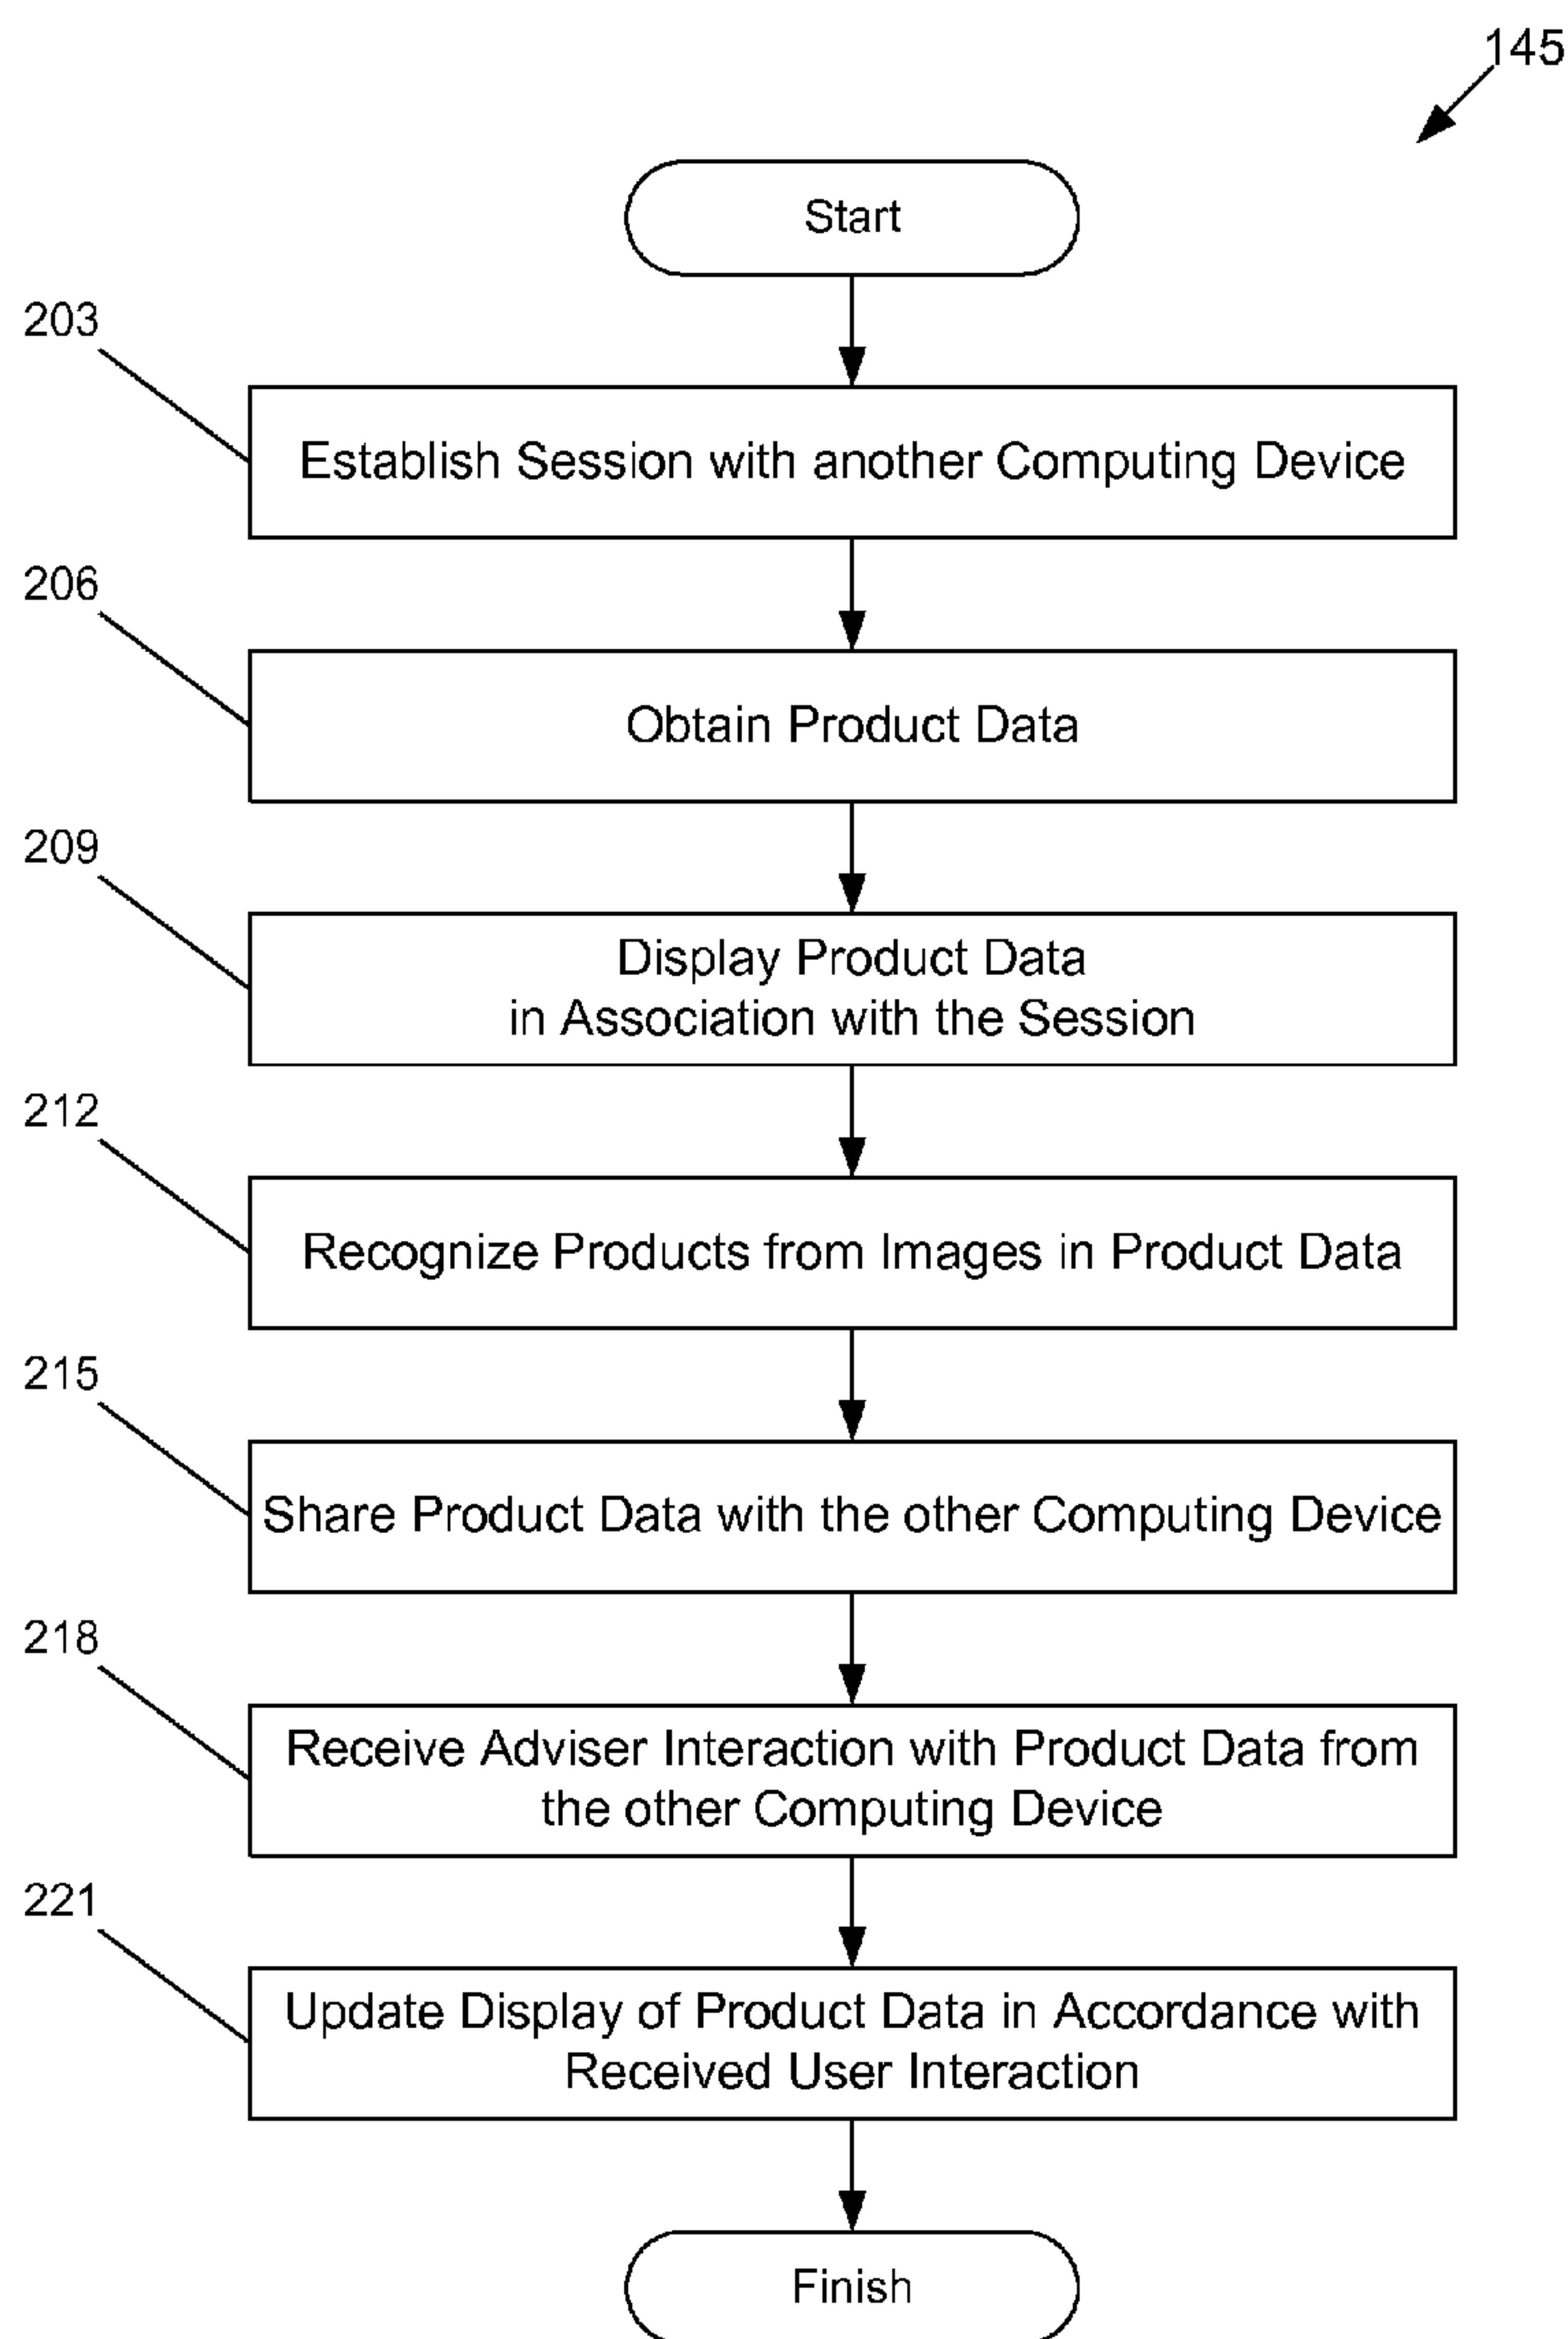 145
Start
203
Establish Session with another Computing Device
206
Obtain Product Data
209
Display Product Data
in Association with the Session
212
Recognize Products from Images in Product Data
215
Share Product Data with the other Computing Device
218
Receive Adviser Interaction with Product Data from
the other Computing Device
221
Update Display of Product Data in Accordance with
Received User Interaction
Finish